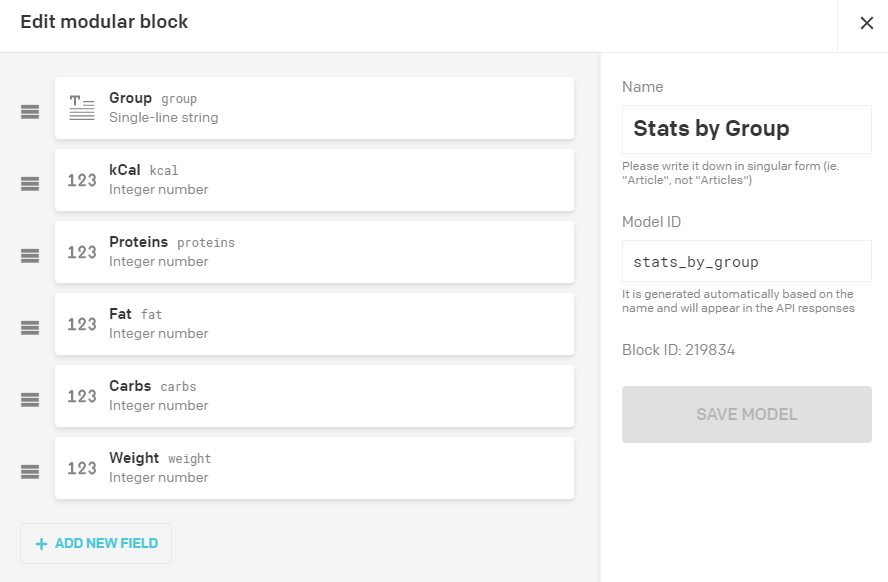 Edit modular block
Group group
Single-line string
123 kCal kcal
Integer number
123 Proteins proteins
Integer number
123 Fat fat
Integer number
123 Carbs carbs
Integer number
123 Weight weight
Integer number
+ ADD NEW FIELD
Name
Stats by Group
Please write it down in singular form (ie.
"Article", not "Articles")
Model ID
stats_by_group
It is generated automatically based on the
name and will appear in the API responses
Block ID: 219834
SAVE MODEL